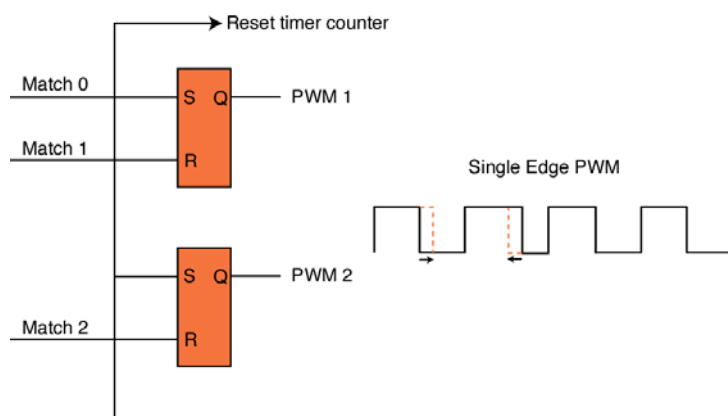 Reset timer counter
Match 0
S Q
PWM 1
Match 1
R
Single Edge PWM
S Q
PWM 2
Match 2
R